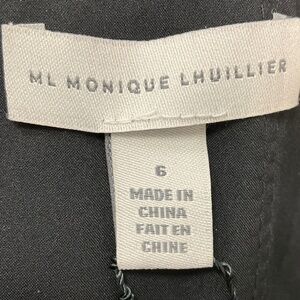 ML MONIQUE LHUILLIER
6
MADE IN
CHINA
FAIT EN
CHINE